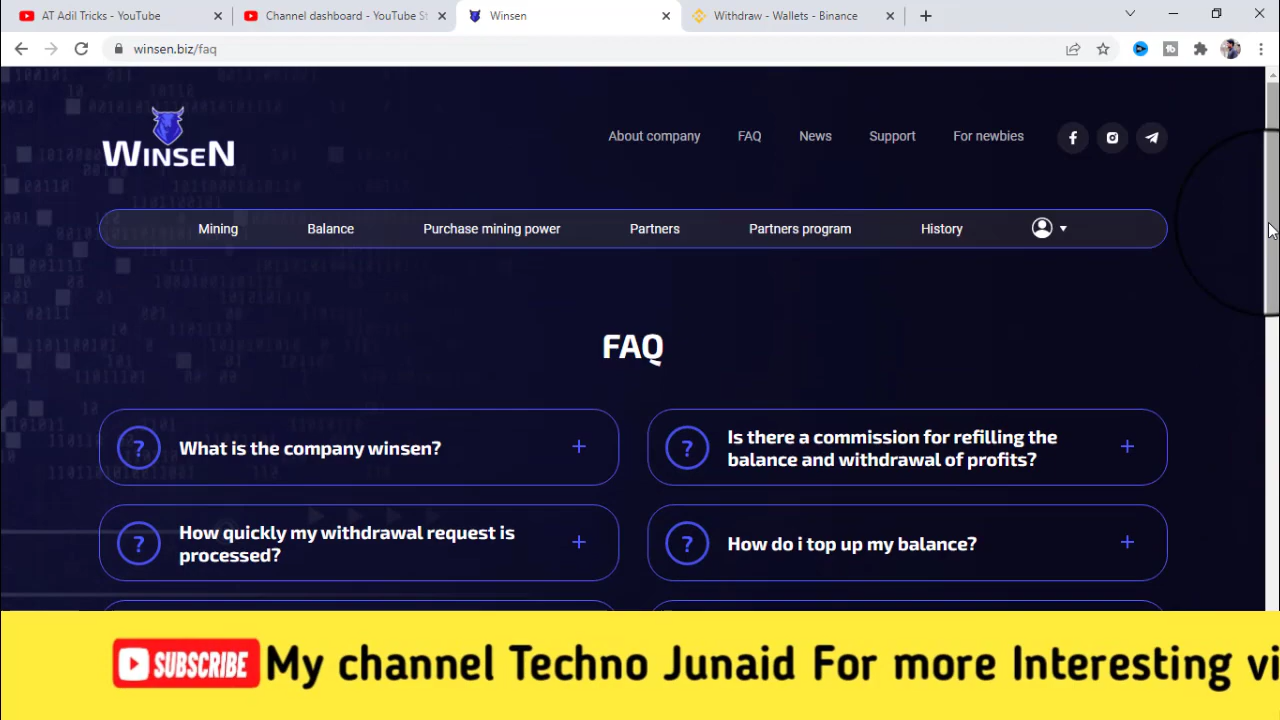 AT Adil Tricks - YouTube
Channel dashboard - YouTube St
Winsen
Withdraw - Wallets - Binance
winsen.biz/faq
WINSEN
About company
FAQ
News
Support
For newbies
Mining
Balance
Purchase mining power
Partners
Partners program
History
FAQ
What is the company winsen?
Is there a commission for refilling the
balance and withdrawal of profits?
How quickly my withdrawal request is
processed?
How do i top up my balance?
SUBSCRIBE My channel Techno Junaid For more Interesting vi